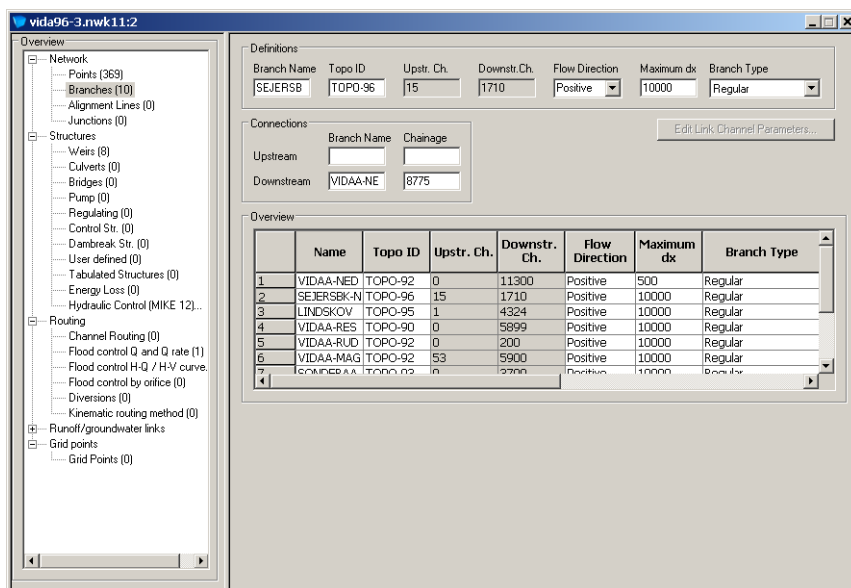 vida96-3.nwk11:2
Overview
Network
Points (369)
Branches (10)
Alignment Lines (0)
Junctions (0)
Structures
Weirs (8)
Culverts (0)
Bridges (0)
Pump (0)
Regulating (0)
Control Str. (0)
Dambreak Str. (0)
User defined (0)
Tabulated Structures (0)
Energy Loss (0)
Hydraulic Control (MIKE 12)...
Routing
Channel Routing (0)
Flood control Q and Q rate (1)
Flood control H-Q / H-V curve.
Flood control by orifice (0)
Diversions (0)
Kinematic routing method (0)
Runoff/groundwater links
Grid points
Grid Points (0)
Definitions
Branch Name Topo ID Upstr. Ch. Downstr.Ch. Flow Direction Maximum dx Branch Type
SEJERSB TOPO-96 15 1710 Positive 10000 Regular
Connections
Branch Name Chainage
Upstream
Downstream VIDAA-NE 8775
Edit Link Channel Parameters...
Overview
Name Topo ID Upstr. Ch. Downstr. Ch. Flow Direction Maximum dx Branch Type
1 VIDAA-NED TOPO-92 0 11300 Positive 500 Regular
2 SEJERSBK-N TOPO-96 15 1710 Positive 10000 Regular
3 LINDSKOV TOPO-95 1 4324 Positive 10000 Regular
4 VIDAA-RES TOPO-90 0 5899 Positive 10000 Regular
5 VIDAA-RUD TOPO-92 0 200 Positive 10000 Regular
6 VIDAA-MAG TOPO-92 53 5900 Positive 10000 Regular
7 SONDERAA TOPO-93 0 3700 Positive 10000 Regular